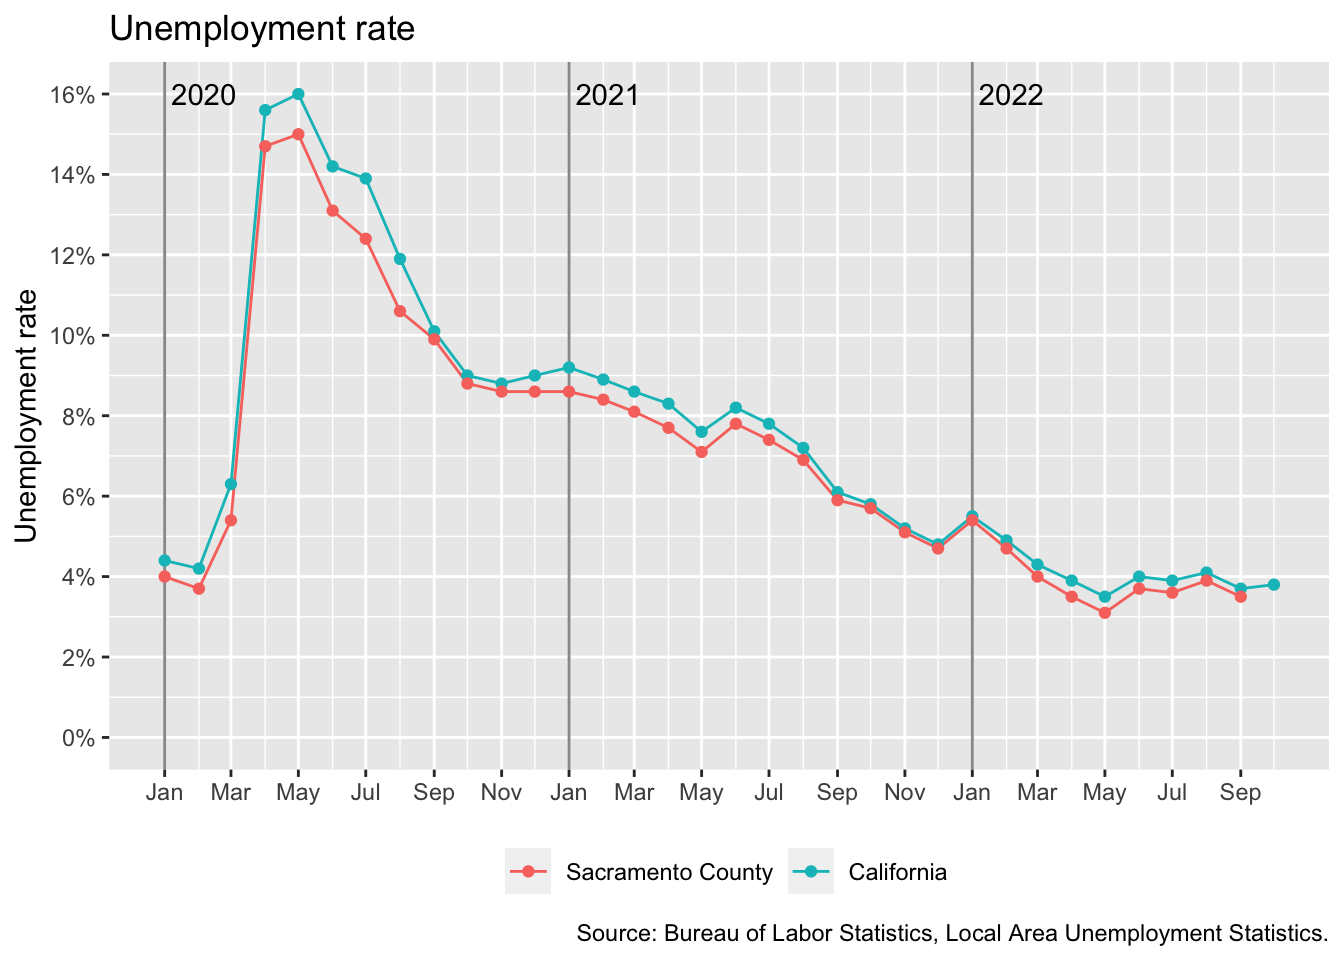 Unemployment rate
2020 2021 2022
16%
14%
12%
10%
8%
6%
4%
2%
0%
Unemployment rate
Jan Mar May Jul Sep Nov Jan Mar May Jul Sep Nov Jan Mar May Jul Sep
Sacramento County California
Source: Bureau of Labor Statistics, Local Area Unemployment Statistics.